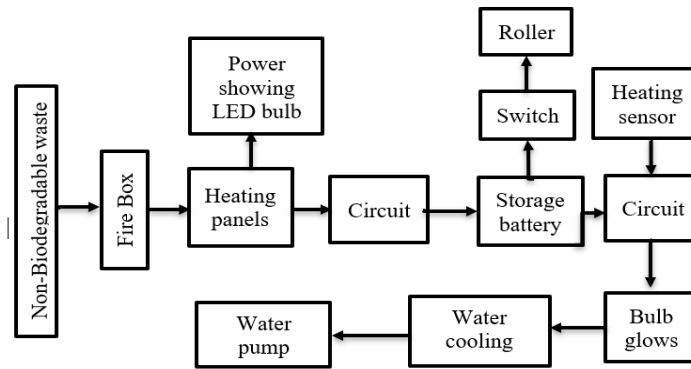 Non-Biodegradable waste
Fire Box
Power
showing
LED bulb
Heating
panels
Circuit
Roller
Switch
Storage
battery
Heating
sensor
Circuit
Bulb
glows
Water
cooling
Water
pump